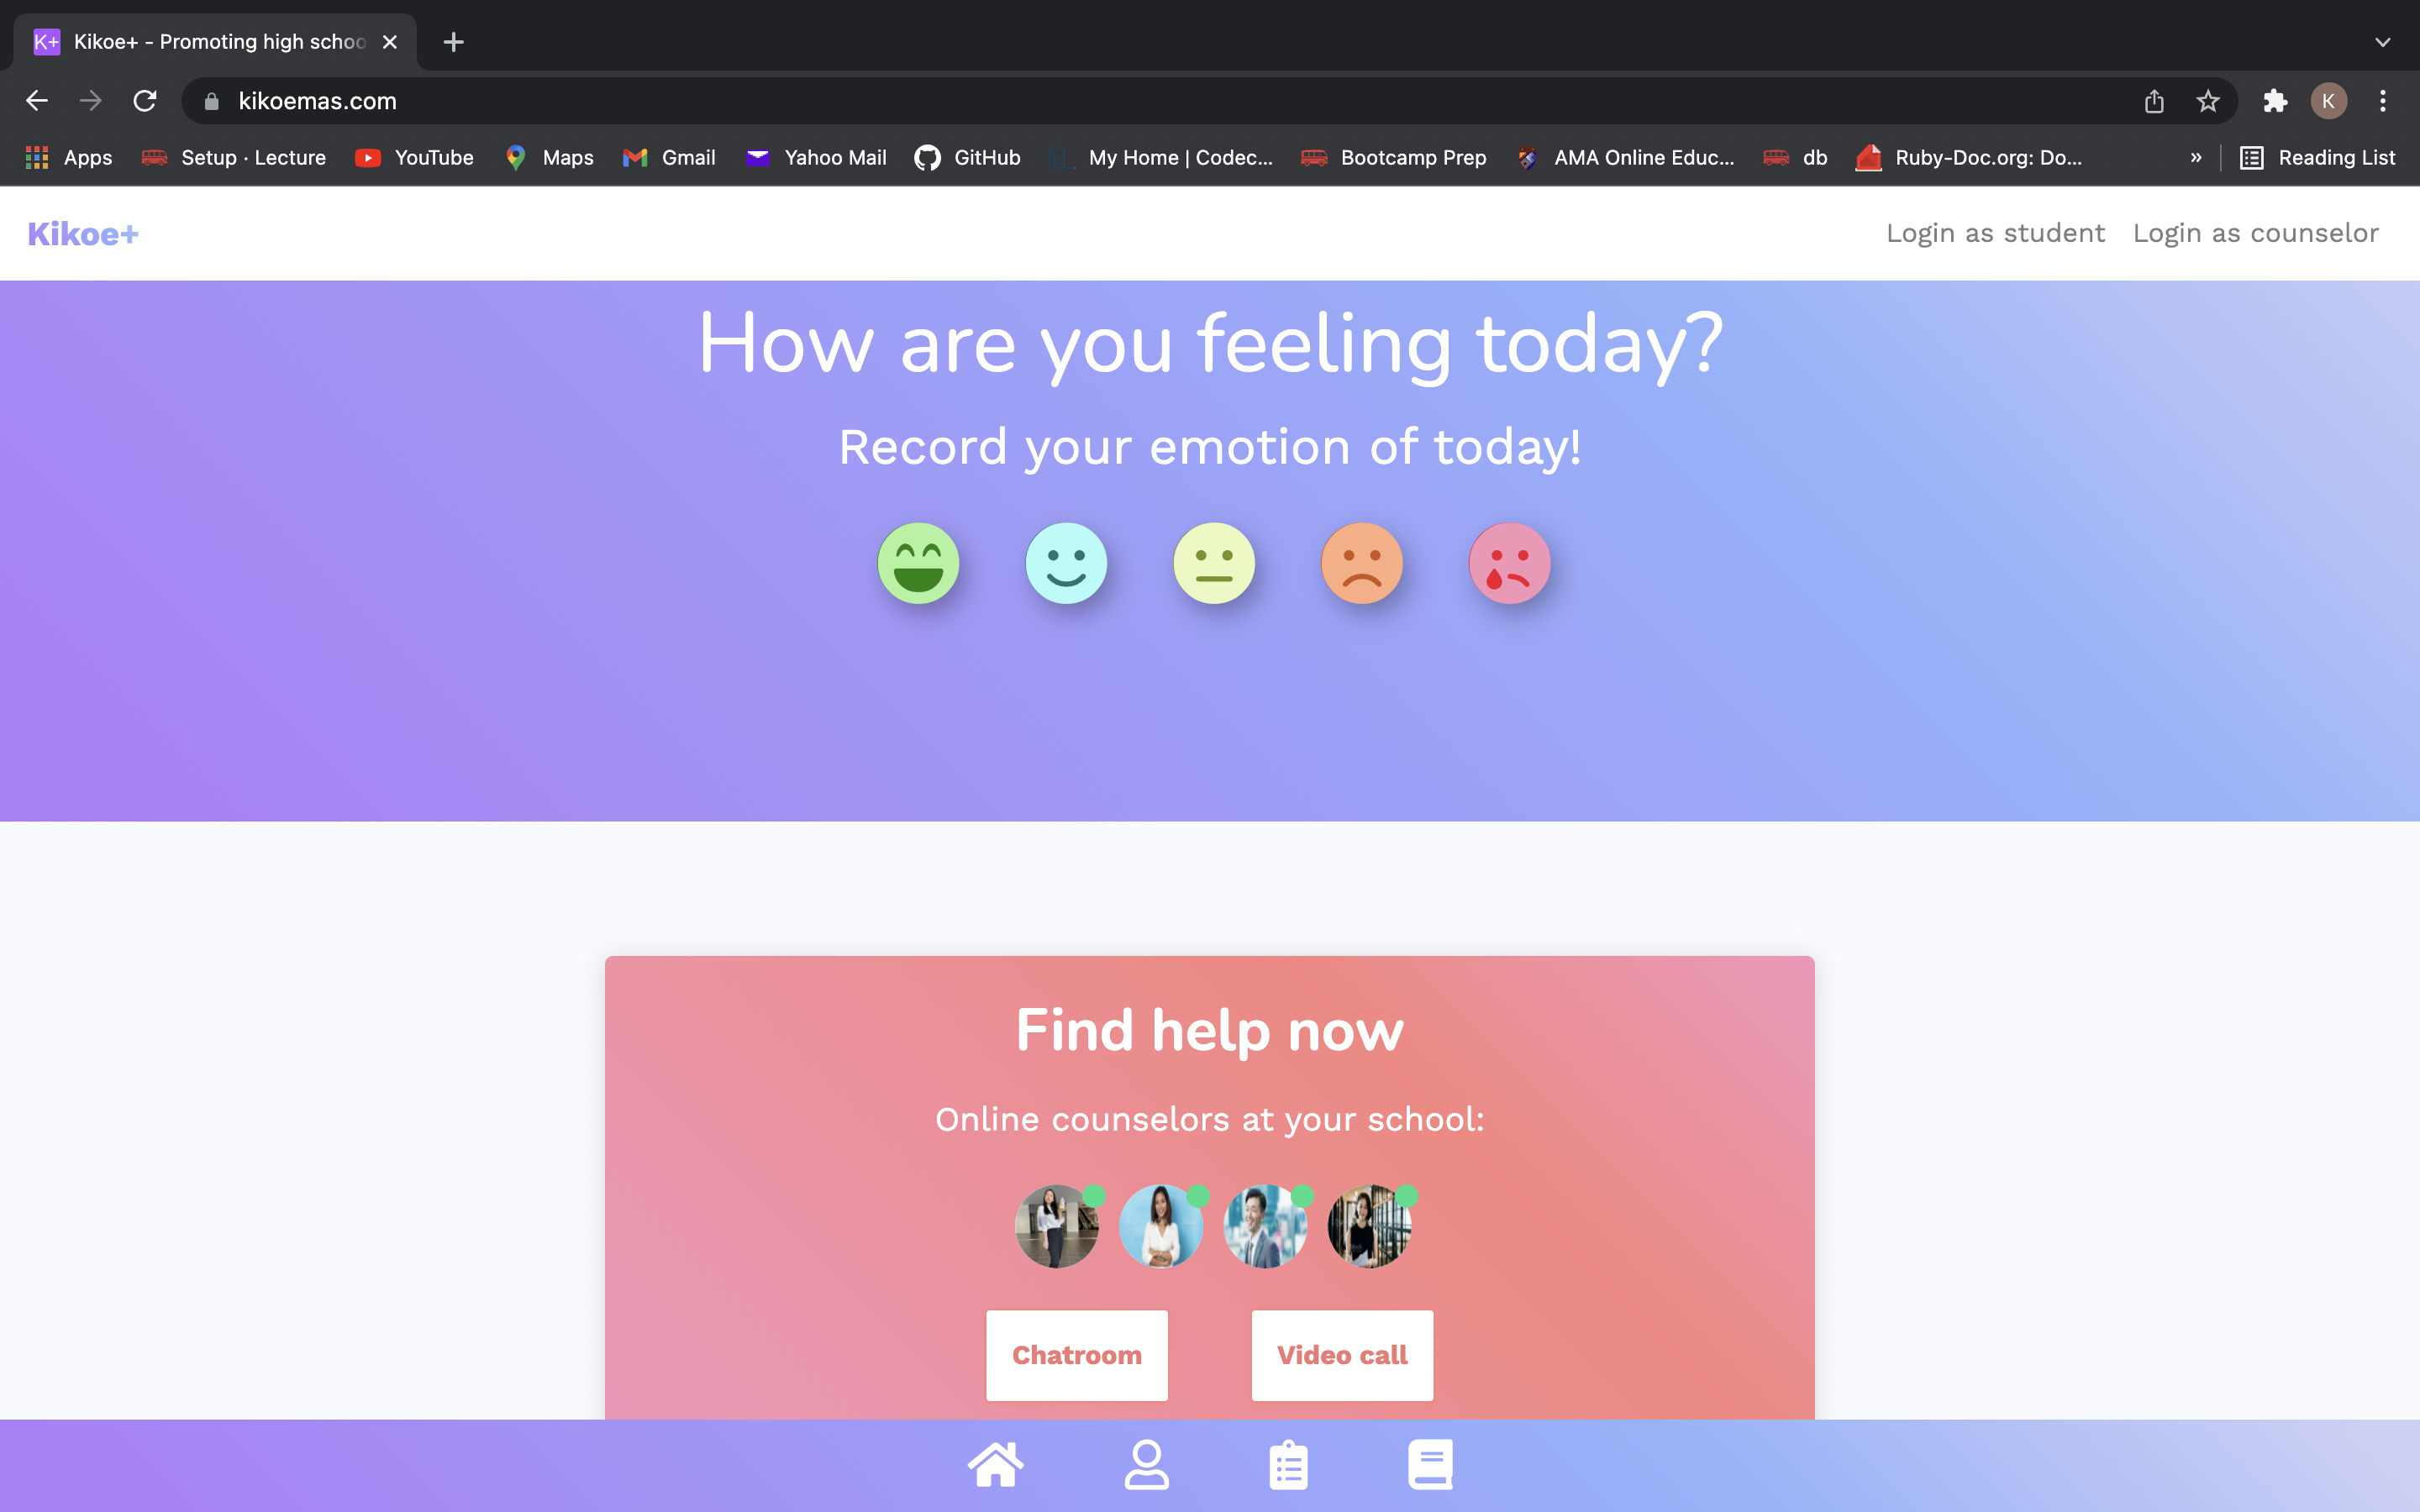 K+ Kikoe+ - Promoting high schoo
kikoemas.com
K
Apps Setup · Lecture YouTube Maps Gmail Yahoo Mail GitHub My Home | Codec... Bootcamp Prep AMA Online Educ... db Ruby-Doc.org: Do... » Reading List
Kikoe+ Login as student Login as counselor
How are you feeling today?
Record your emotion of today!
Find help now
Online counselors at your school:
Chatroom Video call